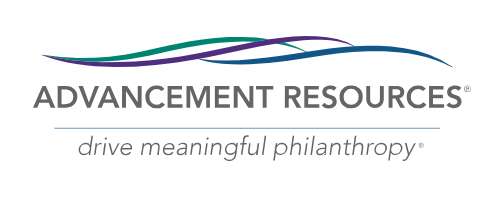 ADVANCEMENT RESOURCES®
drive meaningful philanthropy®